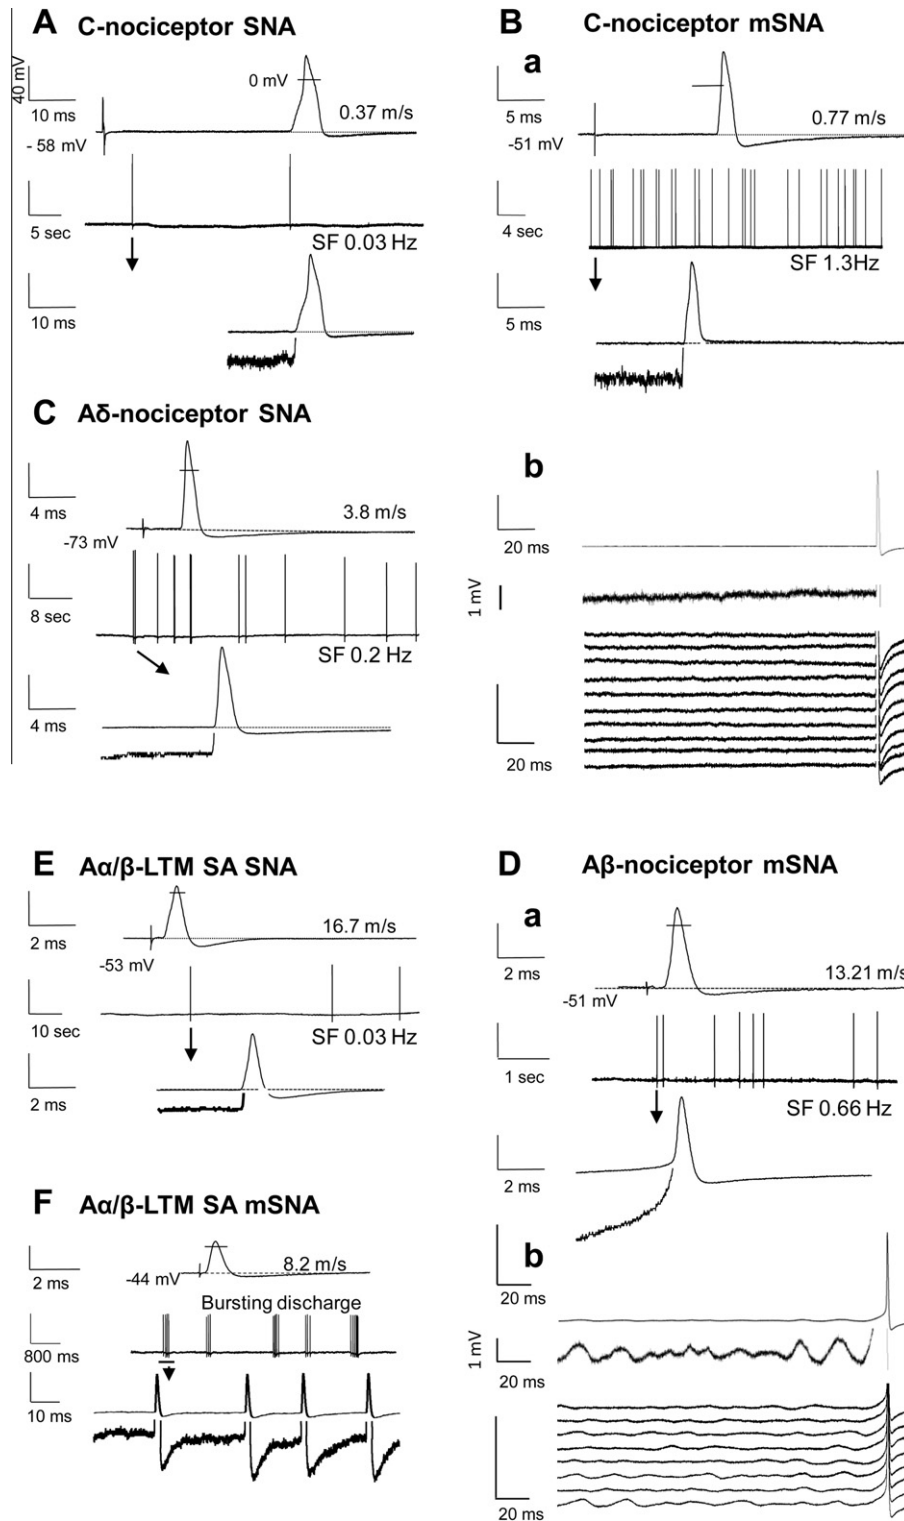 A C-nociceptor SNA
40 mV
0 mV
10 ms
0.37 m/s
- 58 mV
5 sec
SF 0.03 Hz
10 ms
B C-nociceptor mSNA
a
5 ms
0.77 m/s
-51 mV
4 sec
SF 1.3Hz
5 ms
b
20 ms
1 mV
20 ms
C Aδ-nociceptor SNA
4 ms
3.8 m/s
-73 mV
8 sec
SF 0.2 Hz
4 ms
E Aα/β-LTM SA SNA
2 ms
16.7 m/s
-53 mV
10 sec
SF 0.03 Hz
2 ms
D Aβ-nociceptor mSNA
a
2 ms
13.21 m/s
-51 mV
1 sec
SF 0.66 Hz
2 ms
b
20 ms
1 mV
20 ms
20 ms
F Aα/β-LTM SA mSNA
2 ms
8.2 m/s
-44 mV
Bursting discharge
800 ms
10 ms